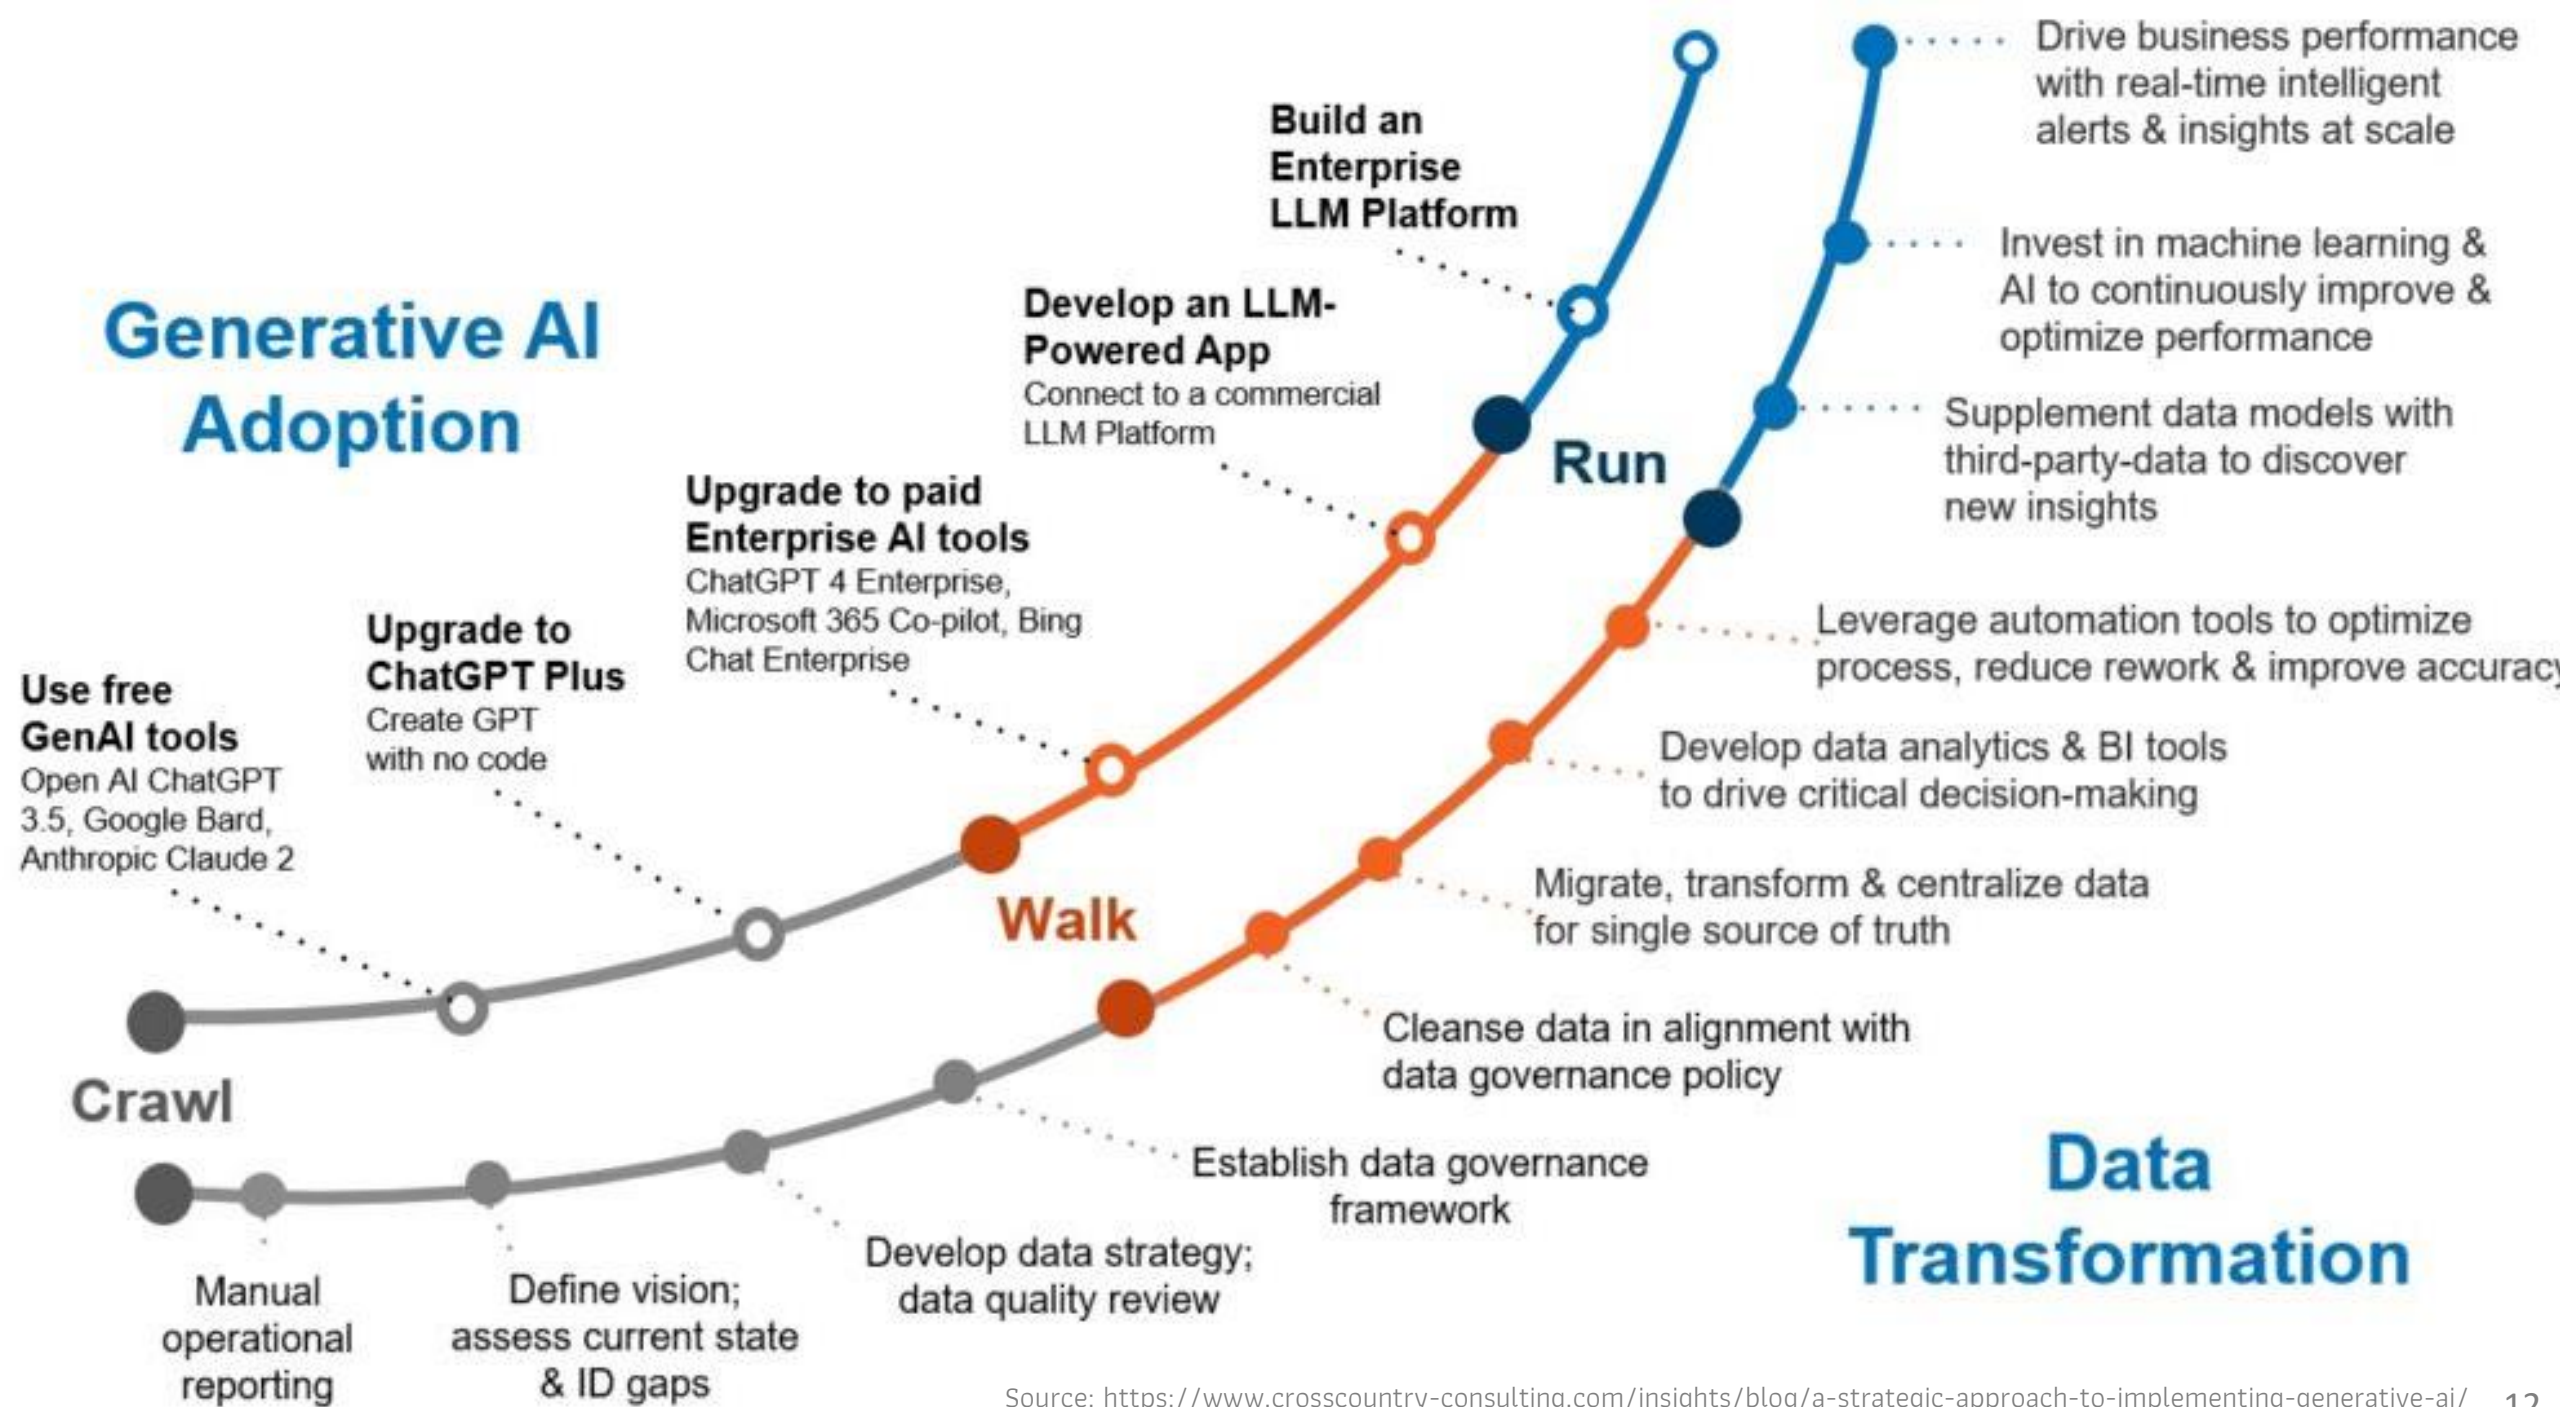 Generative AI
Adoption
Use free
GenAI tools
Open AI ChatGPT
3.5, Google Bard,
Anthropic Claude 2
Upgrade to
ChatGPT Plus
Create GPT
with no code
Upgrade to paid
Enterprise AI tools
ChatGPT 4 Enterprise,
Microsoft 365 Co-pilot, Bing
Chat Enterprise
Develop an LLM-
Powered App
Connect to a commercial
LLM Platform
Build an
Enterprise
LLM Platform
Crawl
Walk
Run
Drive business performance
with real-time intelligent
alerts & insights at scale
Invest in machine learning &
AI to continuously improve &
optimize performance
Supplement data models with
third-party-data to discover
new insights
Leverage automation tools to optimize
process, reduce rework & improve accuracy
Develop data analytics & BI tools
to drive critical decision-making
Migrate, transform & centralize data
for single source of truth
Cleanse data in alignment with
data governance policy
Establish data governance
framework
Develop data strategy;
data quality review
Define vision;
assess current state
& ID gaps
Manual
operational
reporting
Data
Transformation
Source: https://www.crosscountry-consulting.com/insights/blog/a-strategic-approach-to-implementing-generative-ai/
12